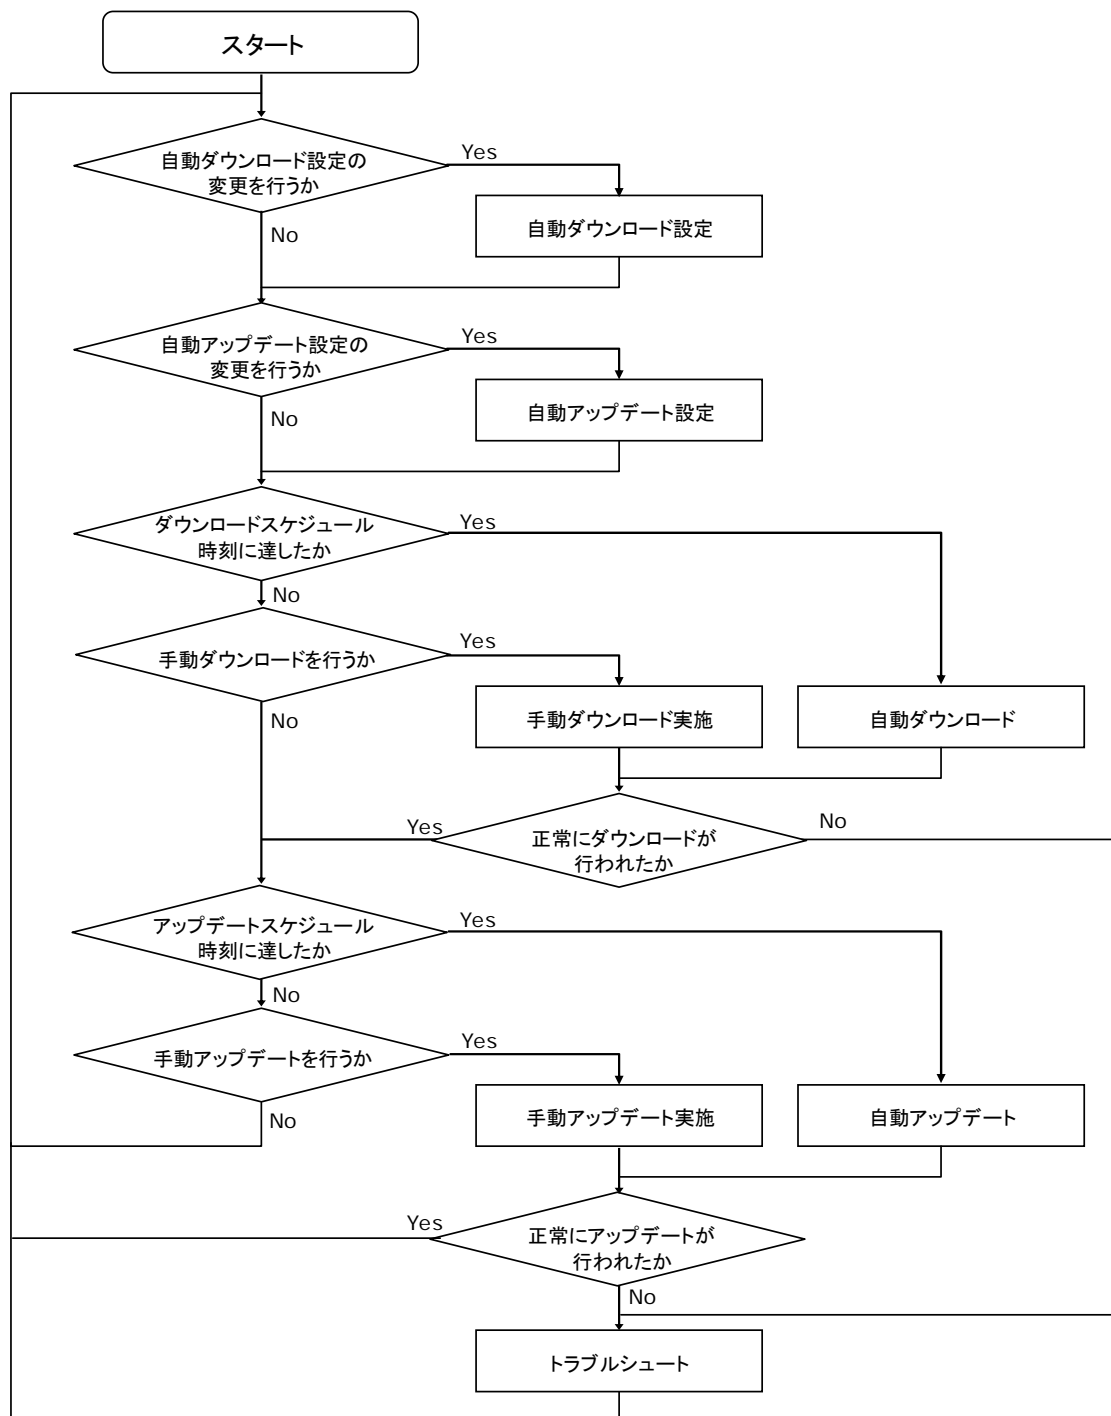 スタート
自動ダウンロード設定の
変更を行うか
Yes
自動ダウンロード設定
No
自動アップデート設定の
変更を行うか
Yes
自動アップデート設定
No
ダウンロードスケジュール
時刻に達したか
Yes
No
手動ダウンロードを行うか
Yes
手動ダウンロード実施
自動ダウンロード
No
Yes
正常にダウンロードが
行われたか
No
アップデートスケジュール
時刻に達したか
Yes
No
手動アップデートを行うか
Yes
手動アップデート実施
自動アップデート
No
Yes
正常にアップデートが
行われたか
No
トラブルシュート